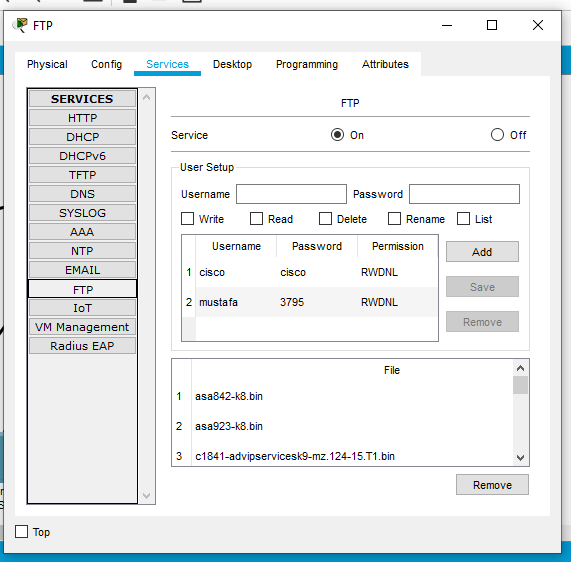 FTP
Physical Config Services Desktop Programming Attributes
SERVICES
HTTP
DHCP
DHCPv6
TFTP
DNS
SYSLOG
AAA
NTP
EMAIL
FTP
IoT
VM Management
Radius EAP
FTP
Service On Off
User Setup
Username Password
Write Read Delete Rename List
Username Password Permission
1 cisco cisco RWDNL
2 mustafa 3795 RWDNL
Add
Save
Remove
File
1 asa842-k8.bin
2 asa923-k8.bin
3 c1841-advipservicesk9-mz.124-15.T1.bin
Remove
Top